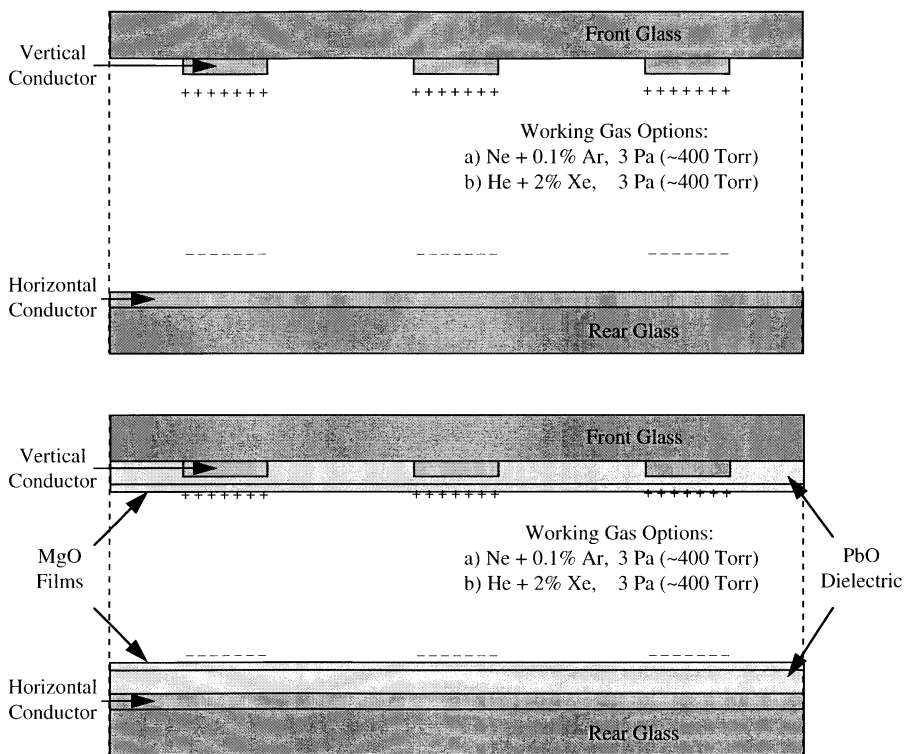 Front Glass
Vertical
Conductor
+++++++ +++++++ +++++++
Working Gas Options:
a) Ne + 0.1% Ar, 3 Pa (~400 Torr)
b) He + 2% Xe, 3 Pa (~400 Torr)
Horizontal
Conductor
Rear Glass
Front Glass
Vertical
Conductor
+++++++ +++++++ +++++++
Working Gas Options:
a) Ne + 0.1% Ar, 3 Pa (~400 Torr)
b) He + 2% Xe, 3 Pa (~400 Torr)
MgO
Films
PbO
Dielectric
Horizontal
Conductor
Rear Glass